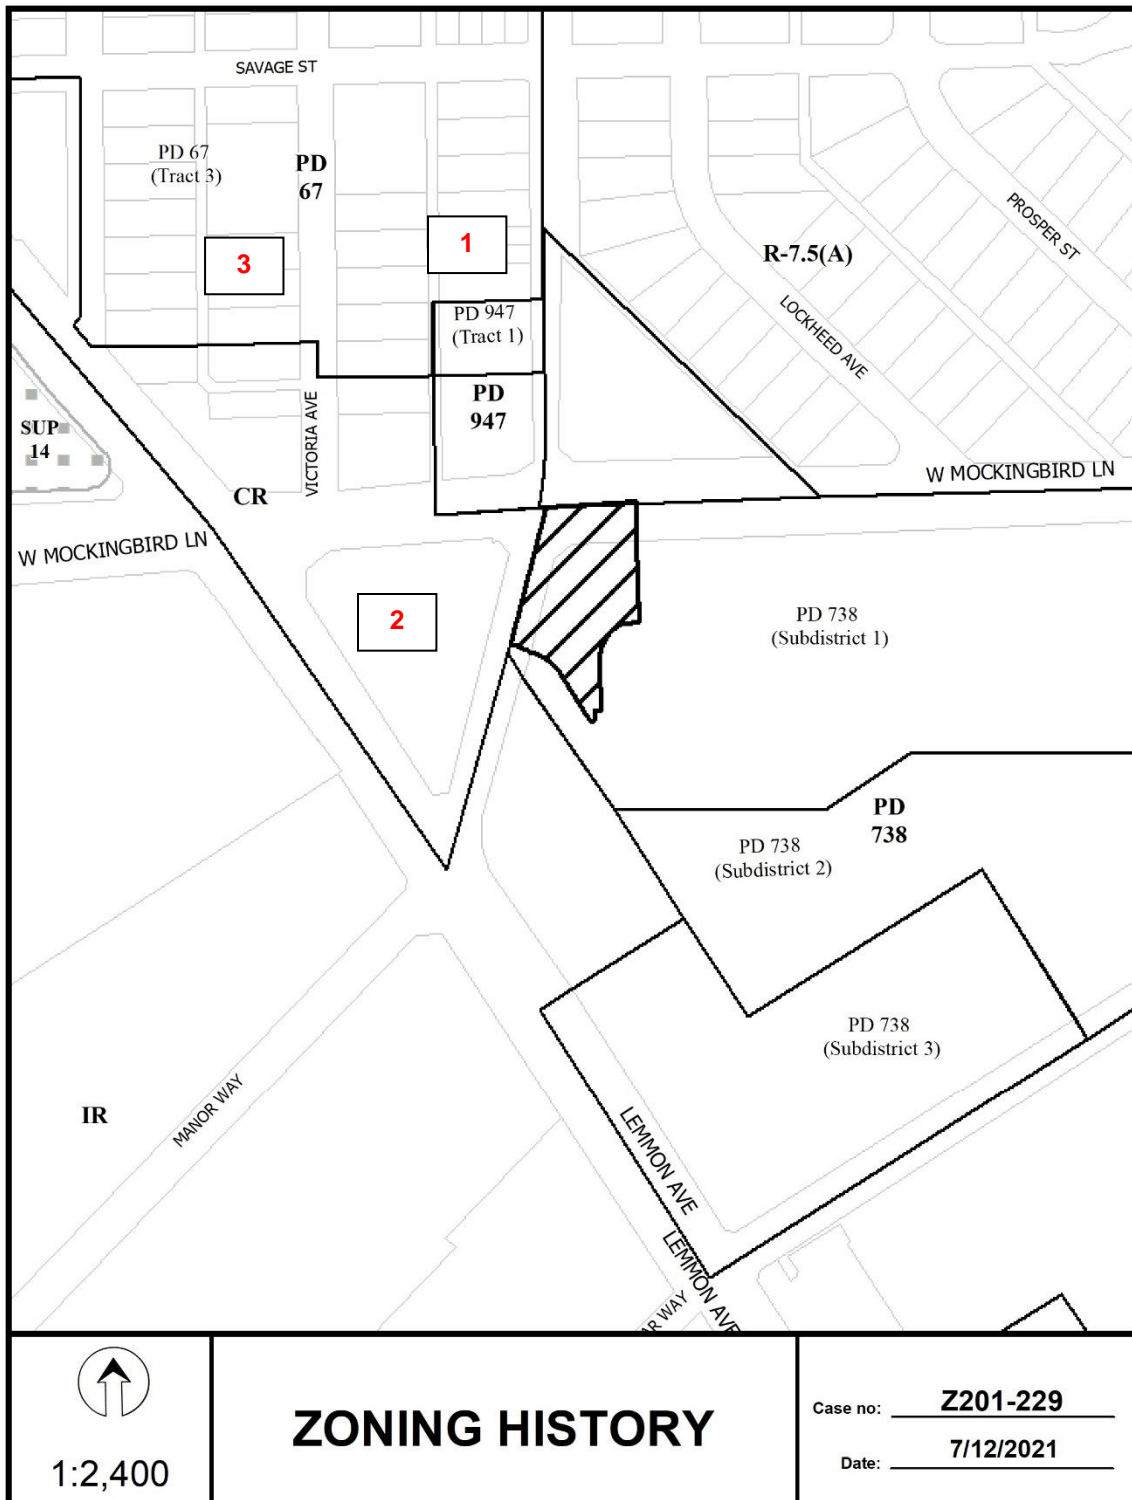 SAVAGE ST
PD 67
(Tract 3)
PD
67
PROSPER ST
1
3
R-7.5(A)
PD 947
(Tract 1)
LOCKHEED AVE
PD
947
SUP
14
VICTORIA AVE
CR
W MOCKINGBIRD LN
W MOCKINGBIRD LN
2
PD 738
(Subdistrict 1)
PD
738
PD 738
(Subdistrict 2)
PD 738
(Subdistrict 3)
IR
MANOR WAY
LEMMON AVE
LEMMON AVE
AR WAY
1:2,400
ZONING HISTORY
Case no: Z201-229
Date: 7/12/2021